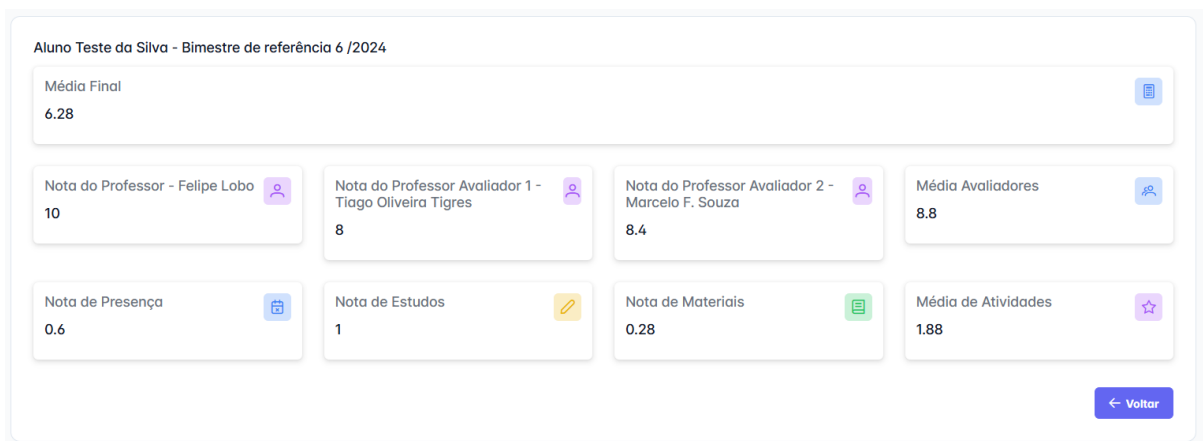 Aluno Teste da Silva - Bimestre de referência 6 /2024
Média Final
6.28
Nota do Professor - Felipe Lobo
10
Nota do Professor Avaliador 1 -
Tiago Oliveira Tigres
8
Nota do Professor Avaliador 2 -
Marcelo F. Souza
8.4
Média Avaliadores
8.8
Nota de Presença
0.6
Nota de Estudos
1
Nota de Materiais
0.28
Média de Atividades
1.88
← Voltar